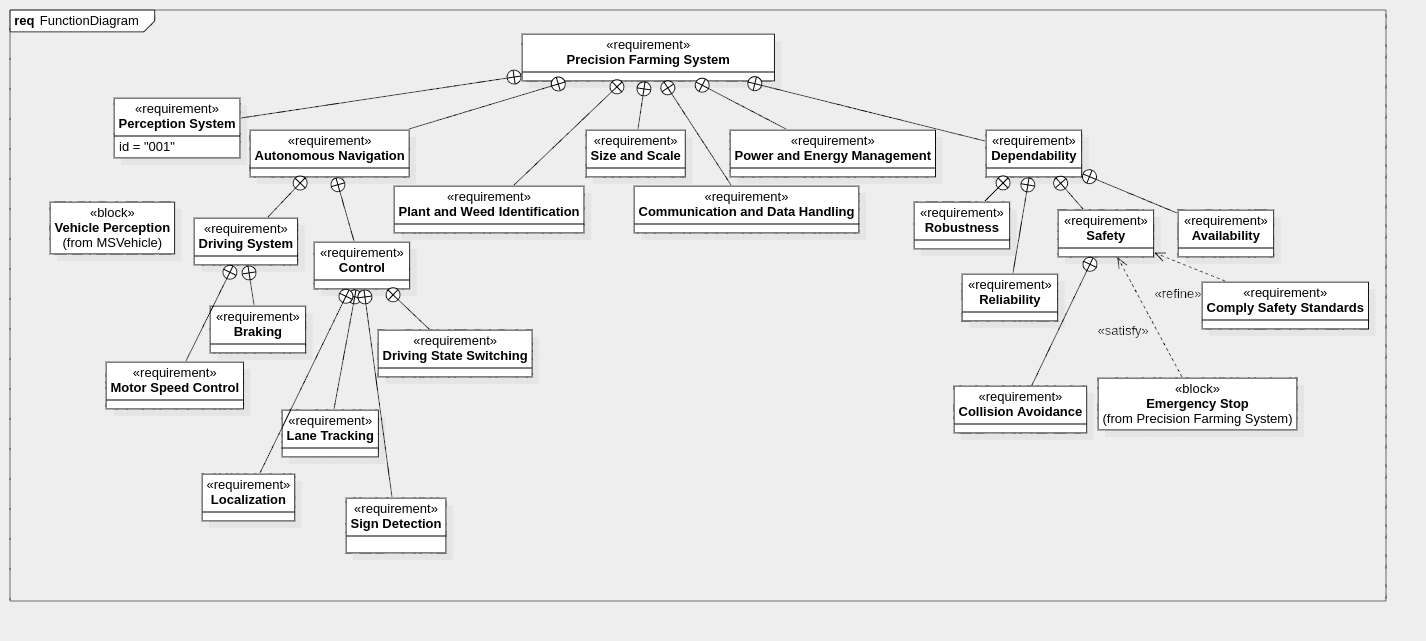 req FunctionDiagram
«requirement»
Precision Farming System
«requirement»
Perception System
id = "001"
«requirement»
Autonomous Navigation
«requirement»
Size and Scale
«requirement»
Power and Energy Management
«requirement»
Dependability
«requirement»
Plant and Weed Identification
«requirement»
Communication and Data Handling
«block»
Vehicle Perception
(from MSVehicle)
«requirement»
Driving System
«requirement»
Control
«requirement»
Robustness
«requirement»
Safety
«requirement»
Availability
«requirement»
Reliability
«refine»
«requirement»
Comply Safety Standards
«satisfy»
«requirement»
Braking
«requirement»
Driving State Switching
«requirement»
Motor Speed Control
«requirement»
Collision Avoidance
«block»
Emergency Stop
(from Precision Farming System)
«requirement»
Lane Tracking
«requirement»
Localization
«requirement»
Sign Detection